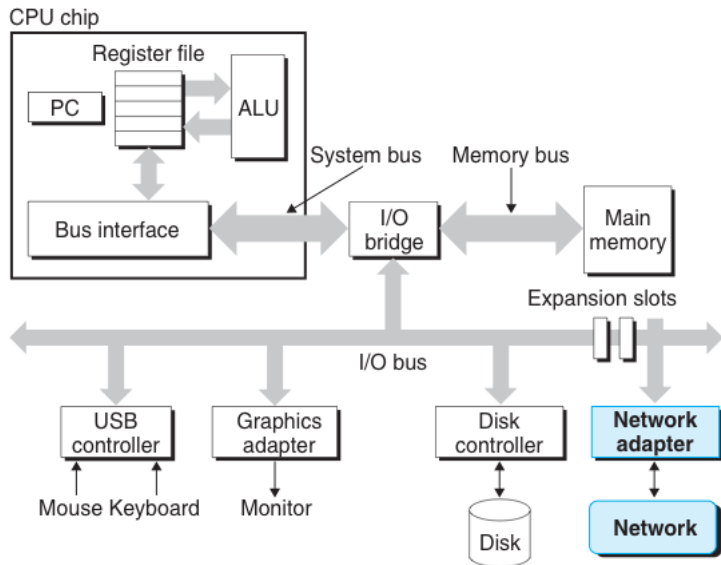 CPU chip
Register file
PC
ALU
System bus
Memory bus
Bus interface
I/O
bridge
Main
memory
Expansion slots
I/O bus
USB
controller
Graphics
adapter
Disk
controller
Network
adapter
Mouse Keyboard
Monitor
Disk
Network